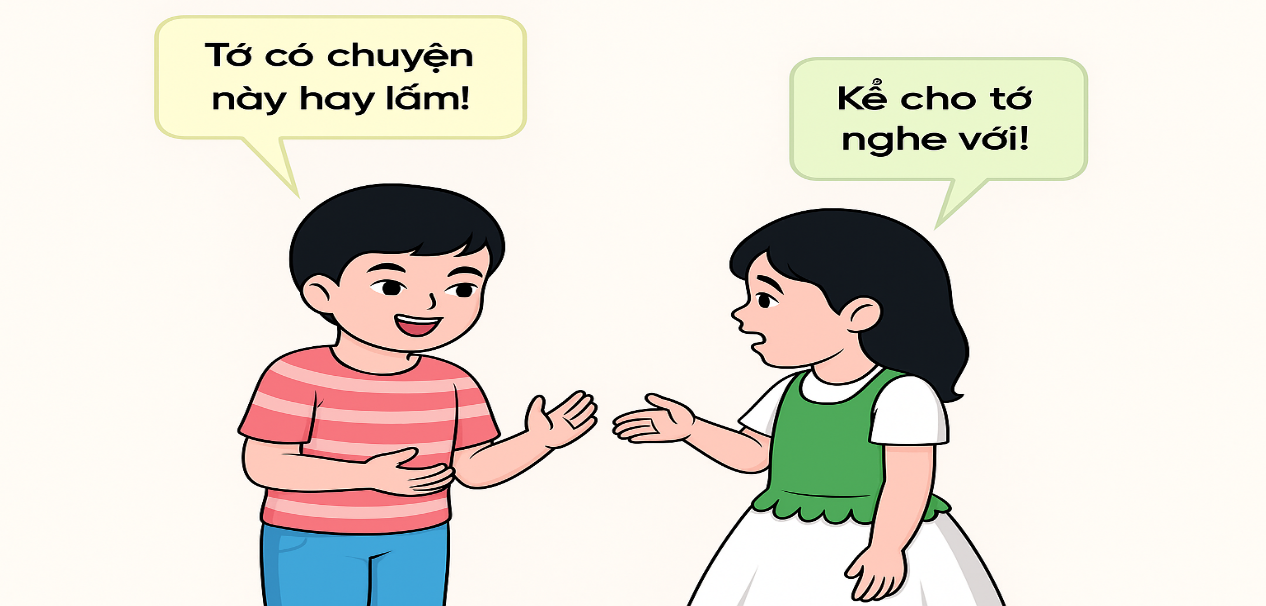 Tớ có chuyện
này hay lắm!
Kể cho tớ
nghe với!